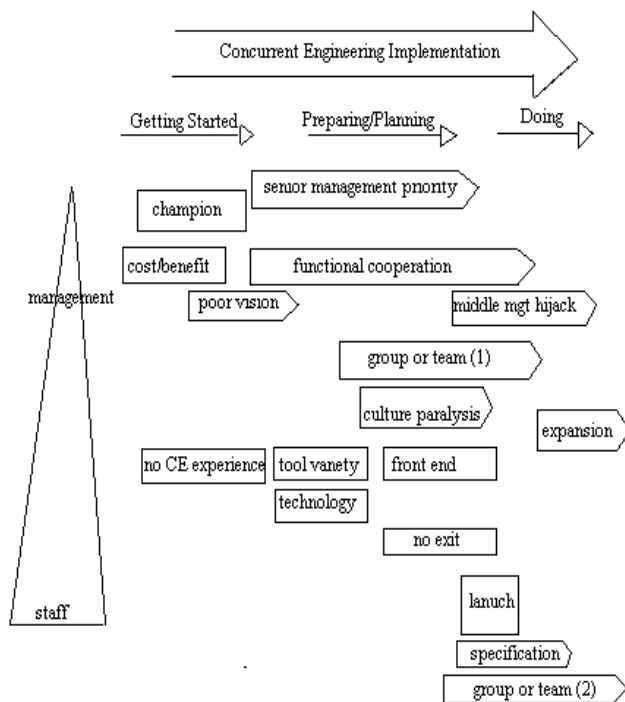 Concurrent Engineering Implementation
Getting Started
Preparing/Planning
Doing
senior management priority
champion
cost/benefit
functional cooperation
management
poor vision
middle mgt hijack
group or team (1)
culture paralysis
expansion
no CE experience
tool vanety
front end
technology
no exit
lanuch
staff
specification
group or team (2)